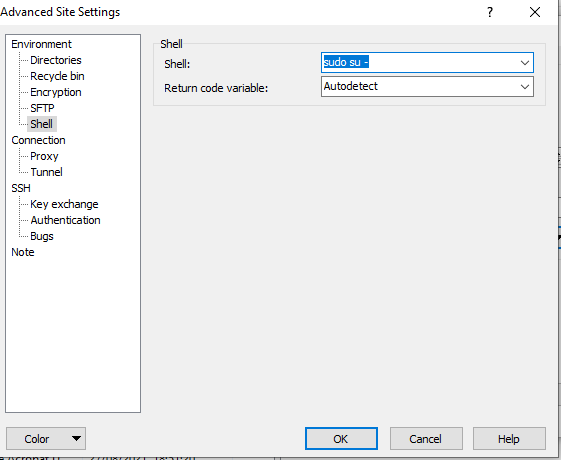 Advanced Site Settings
?
Environment
Directories
Recycle bin
Encryption
SFTP
Shell
Connection
Proxy
Tunnel
SSH
Key exchange
Authentication
Bugs
Note
Shell
Shell: sudo su -
Return code variable: Autodetect
Color OK Cancel Help